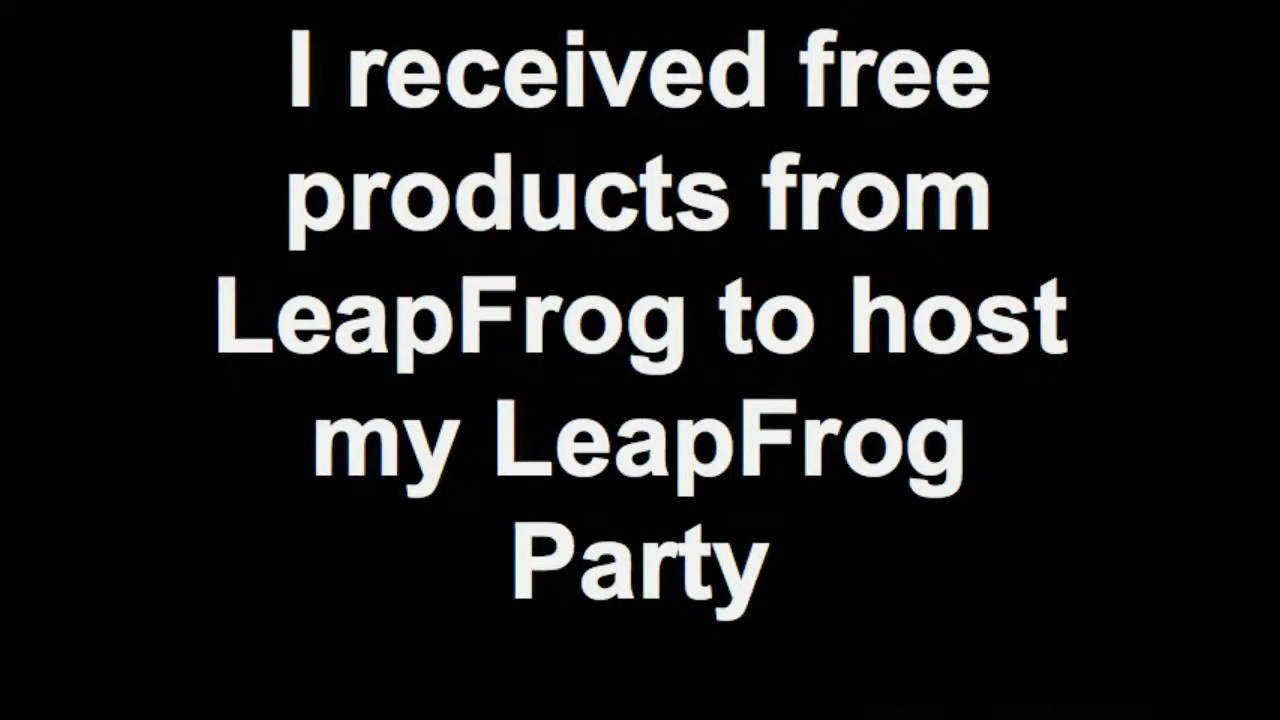 I received free
products from
LeapFrog to host
my LeapFrog
Party